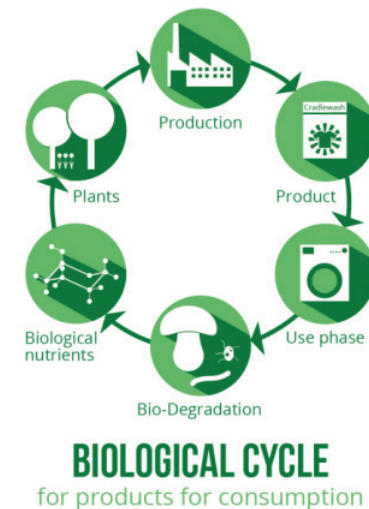 Production
Cradlewash
Product
Use phase
Bio-Degradation
Biological
nutrients
Plants
BIOLOGICAL CYCLE
for products for consumption